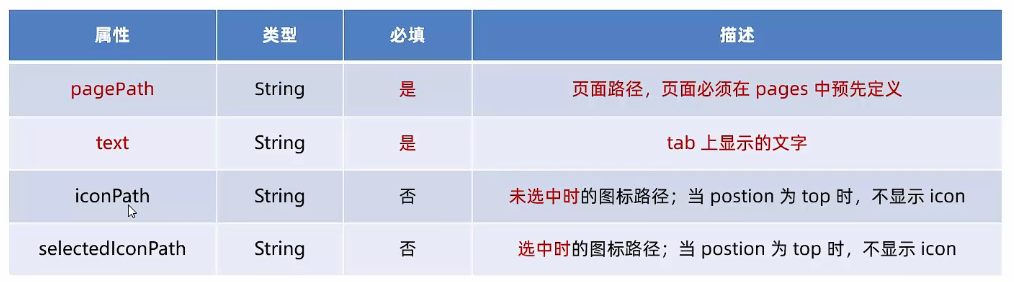 属性 类型 必填 描述
pagePath String 是 页面路径，页面必须在 pages 中预先定义
text String 是 tab 上显示的文字
iconPath String 否 未选中时的图标路径；当 postion 为 top 时，不显示 icon
selectedIconPath String 否 选中时的图标路径；当 postion 为 top 时，不显示 icon